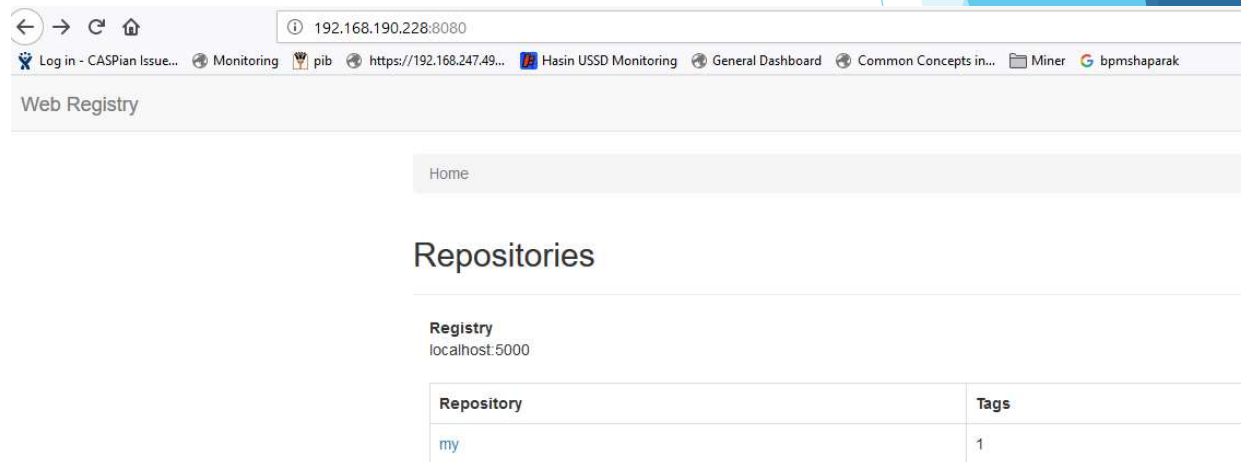 192.168.190.228:8080
Log in - CASPian Issue... Monitoring pib https://192.168.247.49... Hasin USSD Monitoring General Dashboard Common Concepts in... Miner bpmshaparak
Web Registry
Home
Repositories
Registry
localhost:5000
Repository Tags
my 1